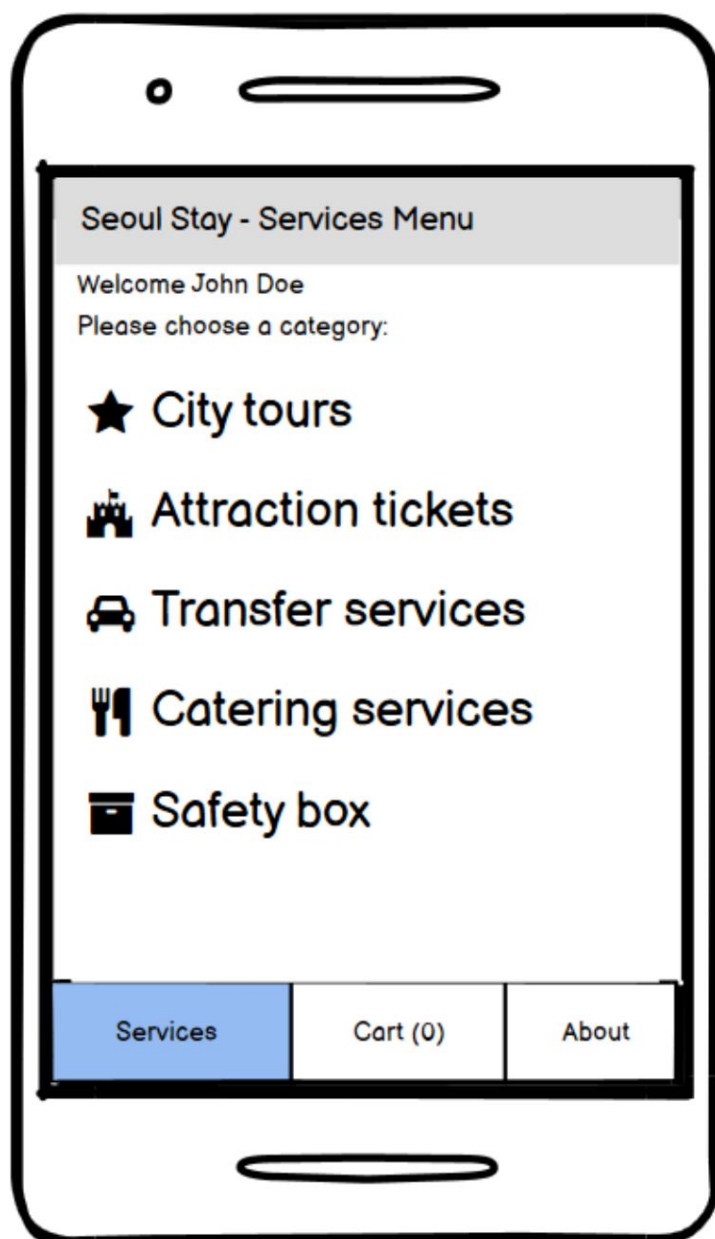 Seoul Stay - Services Menu
Welcome John Doe
Please choose a category:
City tours
Attraction tickets
Transfer services
Catering services
Safety box
Services
Cart (0)
About